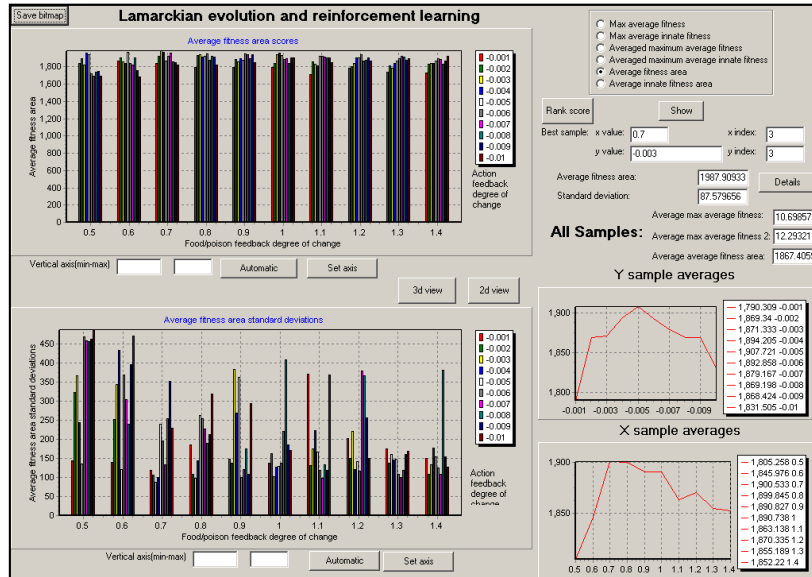 Save bitmap
Lamarckian evolution and reinforcement learning
Average fitness area scores
Average fitness area
1,800
1,600
1,400
1,200
1,000
800
600
400
200
0
0.5 0.6 0.7 0.8 0.9 1 1.1 1.2 1.3 1.4
Food/poison feedback degree of change
-0.001
-0.002
-0.003
-0.004
-0.005
-0.006
-0.007
-0.008
-0.009
-0.01
Action
feedback
degree of
change
Vertical axis(min-max)
Automatic
Set axis
3d view
2d view
Average fitness area standard deviations
Average fitness area standard deviations
450
400
350
300
250
200
150
100
50
0
0.5 0.6 0.7 0.8 0.9 1 1.1 1.2 1.3 1.4
Food/poison feedback degree of change
-0.001
-0.002
-0.003
-0.004
-0.005
-0.006
-0.007
-0.008
-0.009
-0.01
Action
feedback
degree of
change
Vertical axis(min-max)
Automatic
Set axis
Max average fitness
Max average innate fitness
Averaged maximum average fitness
Averaged maximum average innate fitness
Average fitness area
Average innate fitness area
Rank score
Show
Best sample: x value: 0.7 x index: 3
y value: -0.003 y index: 3
Average fitness area: 1987.90933
Standard deviation: 87.579656
Details
All Samples:
Average max average fitness: 10.69857
Average max average fitness 2: 12.29321
Average average fitness area: 1867.4055
Y sample averages
1,900
1,850
1,800
-0.001 -0.003 -0.005 -0.007 -0.009
1,790.309 -0.001
1,869.34 -0.002
1,871.333 -0.003
1,894.205 -0.004
1,907.721 -0.005
1,892.858 -0.006
1,879.167 -0.007
1,869.198 -0.008
1,868.424 -0.009
1,831.505 -0.01
X sample averages
1,900
1,850
0.5 0.6 0.7 0.8 0.9 1.0 1.1 1.2 1.3 1.4
1,805.258 0.5
1,845.976 0.6
1,900.533 0.7
1,899.845 0.8
1,890.827 0.9
1,890.738 1
1,863.138 1.1
1,870.335 1.2
1,855.189 1.3
1,852.22 1.4